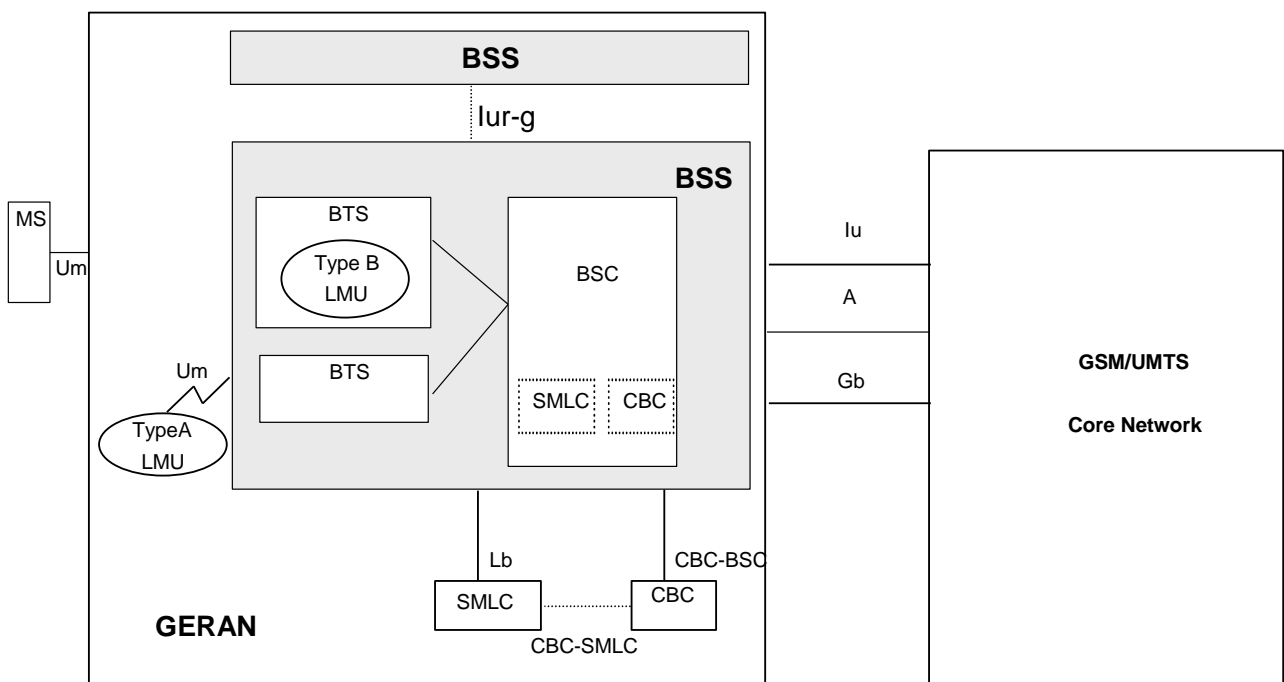 BSS
Iur-g
BSS
MS
Um
BTS
Type B
LMU
BSC
BTS
SMLC
CBC
Um
TypeA
LMU
Iu
A
Gb
GSM/UMTS
Core Network
Lb
CBC-BSC
SMLC
CBC
CBC-SMLC
GERAN